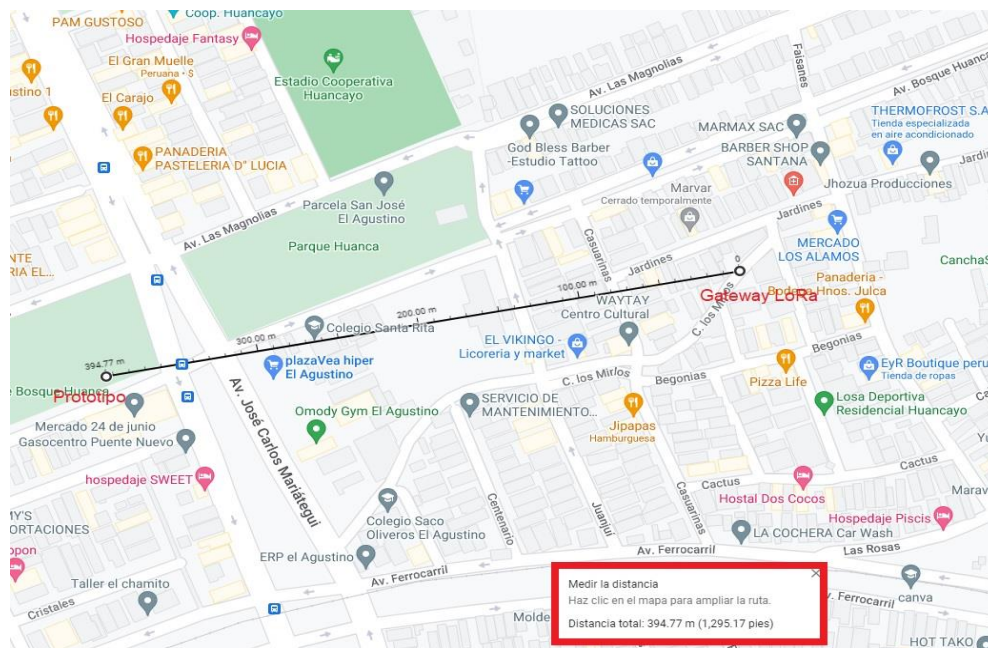 Coop. Huancayo
PAM GUSTOSO
Hospedaje Fantasy
El Gran Muelle
Peruana • $
stino 1
El Carajo
Estadio Cooperativa
Huancayo
Av. Las Magnolias
Faisanes
Av. Bosque Huanca
SOLUCIONES
MEDICAS SAC
THERMOFROST S.A
Tienda especializada
en aire acondicionado
MARMAX SAC
PANADERIA
PASTELERIA D" LUCIA
God Bless Barber
-Estudio Tattoo
BARBER SHOP
SANTANA
Jardin
Jhozua Producciones
Marvar
Cerrado temporalmente
Parcela San José
El Agustino
Jardines
Av. Las Magnolias
Parque Huanca
Casuarinas
MERCADO
LOS ALAMOS
NTE
RIA EL...
Jardines
0
CanchaS
Panaderia -
Bodega Hnos. Julca
100.00 m
Gateway LoRa
C. los Mirlos
WAYTAY
Centro Cultural
200.00 m
Colegio Santa Rita
300.00 m
EL VIKINGO -
Licoreria y market
Begonias
394.77 m
plazaVea hiper
El Agustino
EyR Boutique peru
Tienda de ropas
C. los Mirlos
Begonias
Pizza Life
e Bosque Huanca
Prototipo
Av. José Carlos Mariátegui
Omody Gym El Agustino
SERVICIO DE
MANTENIMIENTO...
Losa Deportiva
Residencial Huancayo
Mercado 24 de junio
Gasocentro Puente Nuevo
Jipapas
Hamburguesa
Cactus
hospedaje SWEET
Cactus
Hostal Dos Cocos
Marav
Centenario
Juanjui
Casuarinas
MY'S
ORTACIONES
Colegio Saco
Oliveros El Agustino
Hospedaje Piscis
LA COCHERA Car Wash
opon
ERP el Agustino
Av. Ferrocarril
Las Rosas
Taller el chamito
Av. Ferrocarril
Medir la distancia
Haz clic en el mapa para ampliar la ruta.
Distancia total: 394.77 m (1,295.17 pies)
. Ferrocarril
canva
Cristales
Molde
HOT TAKO